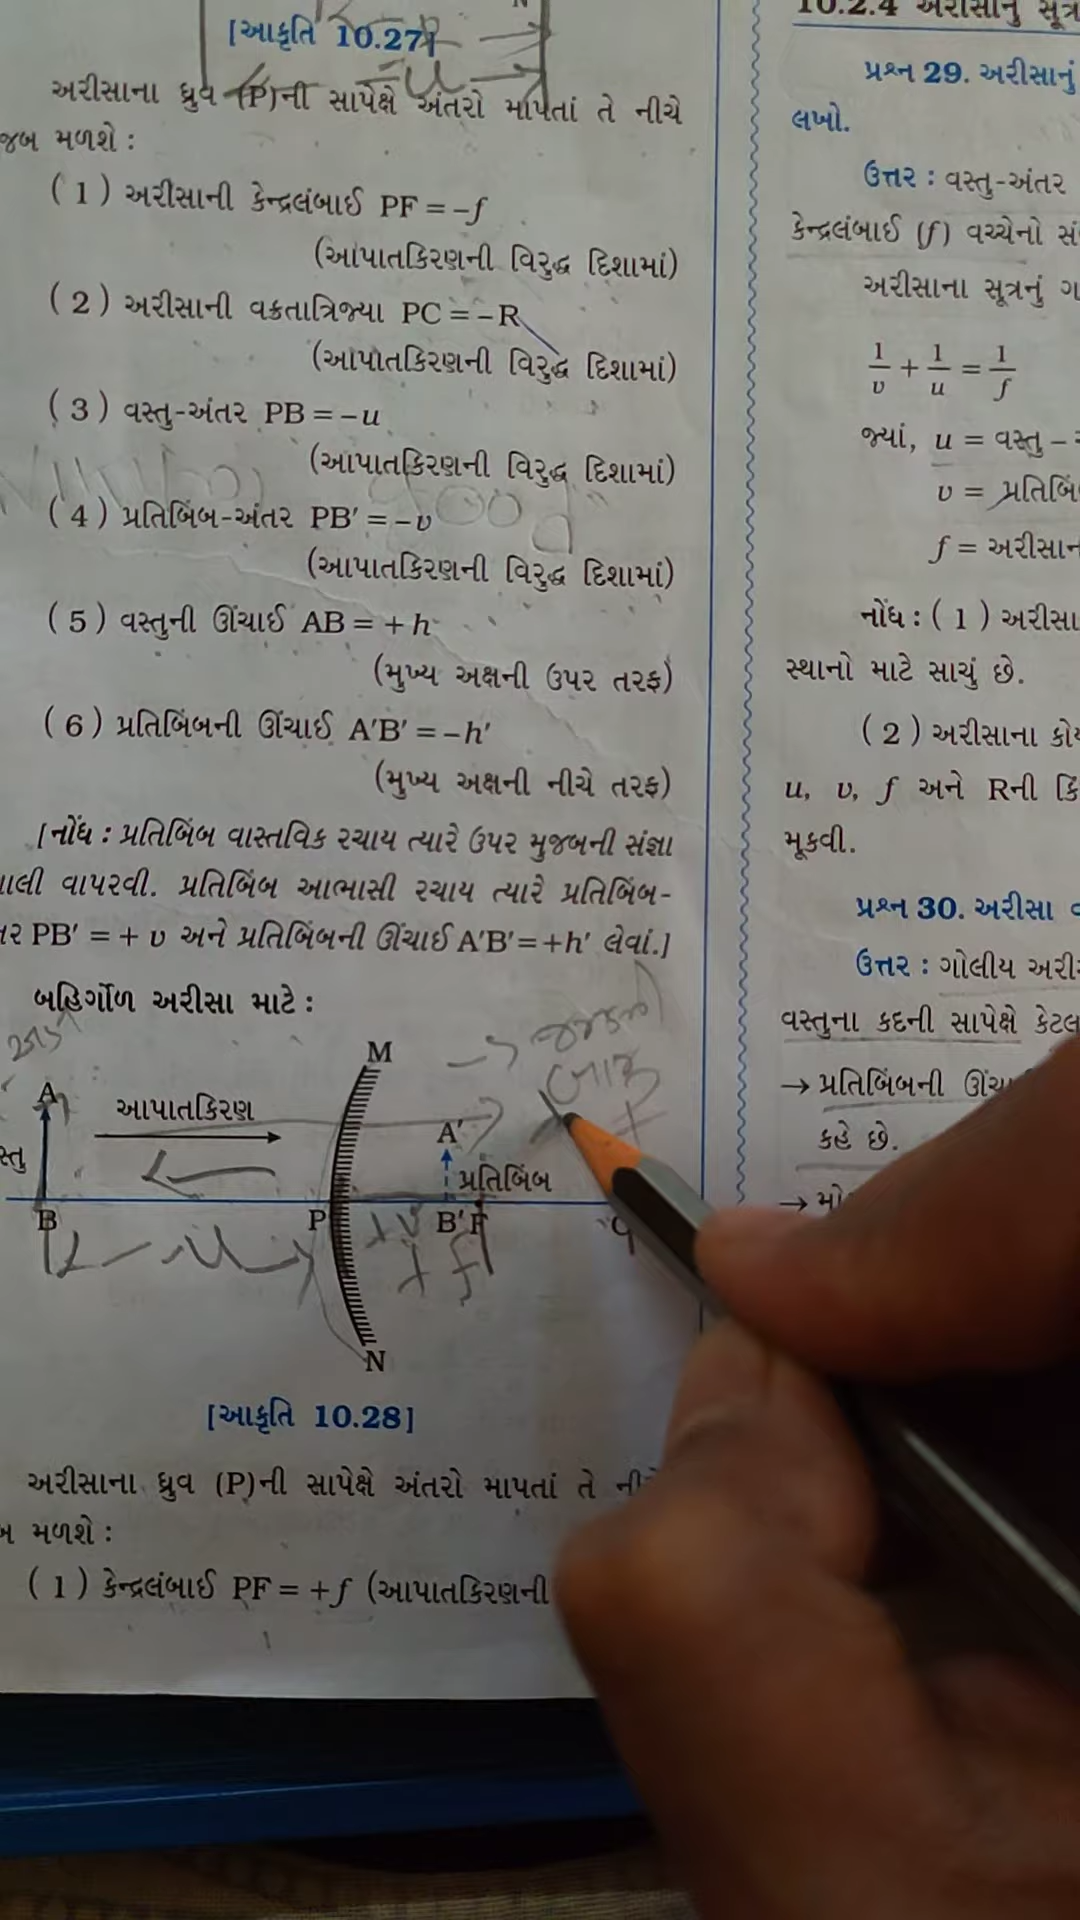 [આકૃતિ 10.27]
અરીસાના ધ્રુવ (P)ની સાપેક્ષે અંતરો માપતાં તે નીચે
જબ મળશે :
(1) અરીસાની કેન્દ્રલંબાઈ PF = –f
(આપાતકિરણની વિરુદ્ધ દિશામાં)
(2) અરીસાની વક્રતાત્રિજ્યા PC = – R
(આપાતકિરણની વિરુદ્ધ દિશામાં)
(3) વસ્તુ-અંતર PB = –u
(આપાતકિરણની વિરુદ્ધ દિશામાં)
(4) પ્રતિબિંબ-અંતર PB′ = –v
(આપાતકિરણની વિરુદ્ધ દિશામાં)
(5) વસ્તુની ઊંચાઈ AB = + h
(મુખ્ય અક્ષની ઉપર તરફ)
(6) પ્રતિબિંબની ઊંચાઈ A′B′ = –h′
(મુખ્ય અક્ષની નીચે તરફ)
[નોંધ : પ્રતિબિંબ વાસ્તવિક રચાય ત્યારે ઉપર મુજબની સંજ્ઞા
ાલી વાપરવી. પ્રતિબિંબ આભાસી રચાય ત્યારે પ્રતિબિંબ-
તર PB′ = + v અને પ્રતિબિંબની ઊંચાઈ A′B′=+h′ લેવાં.]
બહિર્ગોળ અરીસા માટે :
M
A
આપાતકિરણ
A′
સ્તુ
પ્રતિબિંબ
B
P
B′ F
– u
+v
+ f
N
[આકૃતિ 10.28]
અરીસાના ધ્રુવ (P)ની સાપેક્ષે અંતરો માપતાં તે ની
બ મળશે :
(1) કેન્દ્રલંબાઈ PF = +f (આપાતકિરણની
10.2.4 અરીસાનું સૂત્ર
પ્રશ્ન 29. અરીસાનું
લખો.
ઉત્તર : વસ્તુ-અંતર
કેન્દ્રલંબાઈ (f) વચ્ચેનો સં
અરીસાના સૂત્રનું ગ
1/v + 1/u = 1/f
જ્યાં, u = વસ્તુ –
v = પ્રતિબિં
f = અરીસાન
નોંધ : (1) અરીસા
સ્થાનો માટે સાચું છે.
(2) અરીસાના કોય
u, v, f અને Rની કિં
મૂકવી.
પ્રશ્ન 30. અરીસા
ઉત્તર : ગોલીય અરી
વસ્તુના કદની સાપેક્ષે કેટલ
→ પ્રતિબિંબની ઊંચ
કહે છે.
→ મો